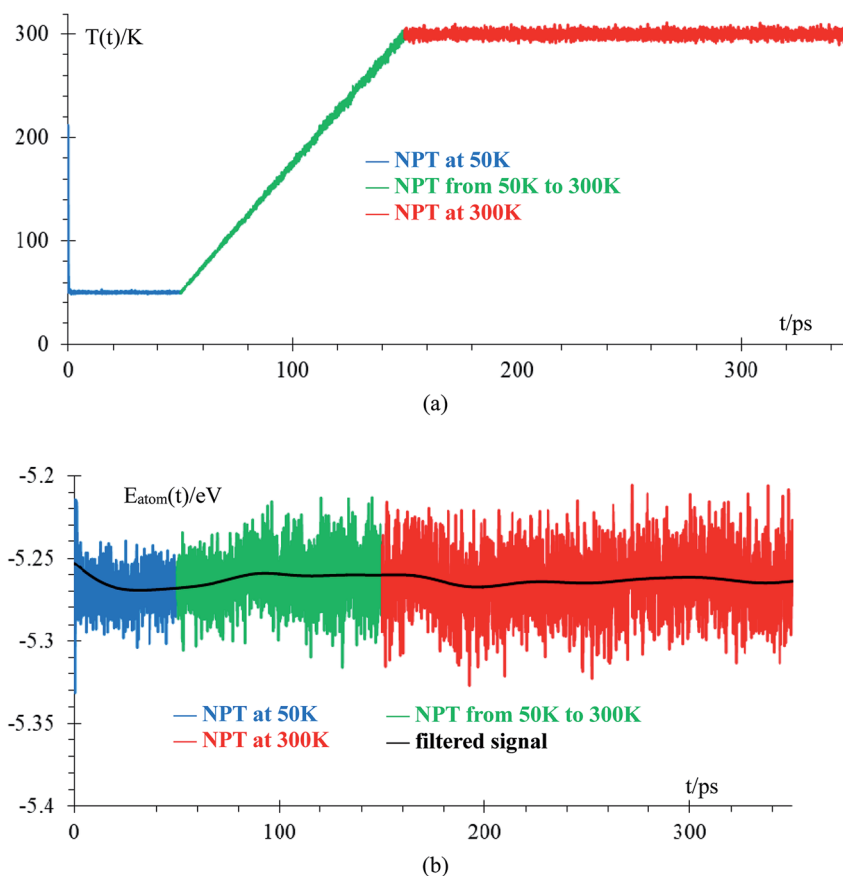 T(t)/K
300
200
100
0
NPT at 50K
NPT from 50K to 300K
NPT at 300K
t/ps
0 100 200 300
(a)
-5.2
-5.25
-5.3
-5.35
-5.4
Eatom(t)/eV
NPT at 50K NPT from 50K to 300K
NPT at 300K filtered signal
t/ps
0 100 200 300
(b)